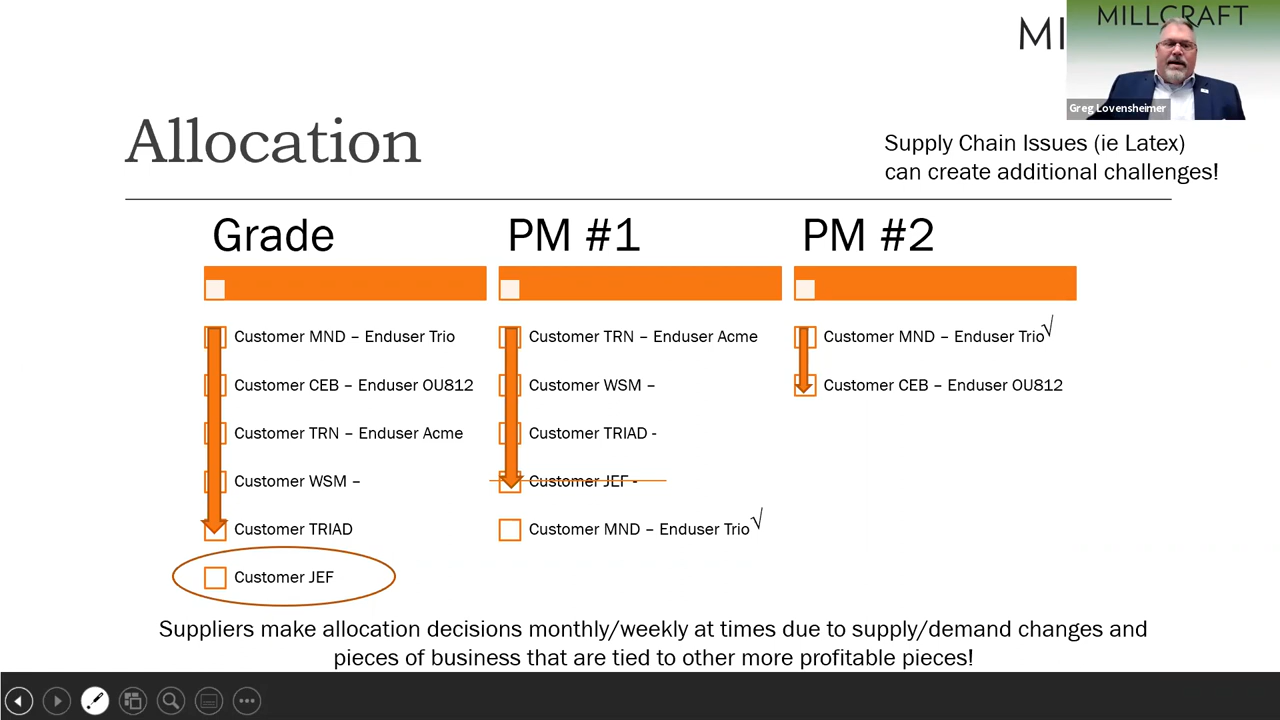 MI
MILLCRAFT
Greg Lovensheimer
Allocation
Supply Chain Issues (ie Latex)
can create additional challenges!
Grade
Customer MND – Enduser Trio
Customer CEB – Enduser OU812
Customer TRN – Enduser Acme
Customer WSM –
Customer TRIAD
Customer JEF
PM #1
Customer TRN – Enduser Acme
Customer WSM –
Customer TRIAD -
Customer JEF -
Customer MND – Enduser Trio√
PM #2
Customer MND – Enduser Trio√
Customer CEB – Enduser OU812
Suppliers make allocation decisions monthly/weekly at times due to supply/demand changes and
pieces of business that are tied to other more profitable pieces!